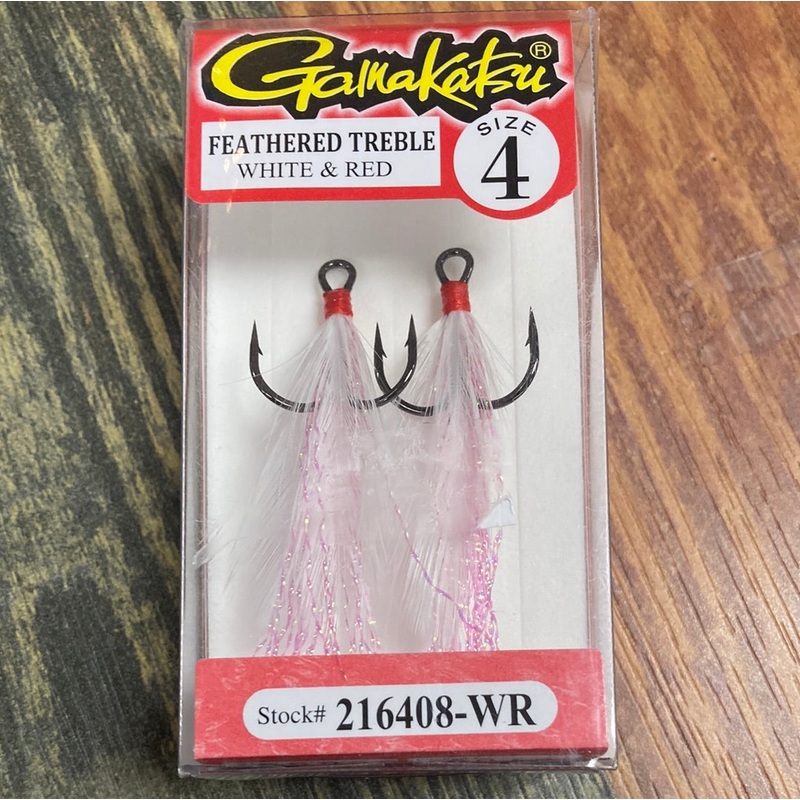 Gamakatsu®
FEATHERED TREBLE
WHITE & RED
SIZE
4
Stock# 216408-WR